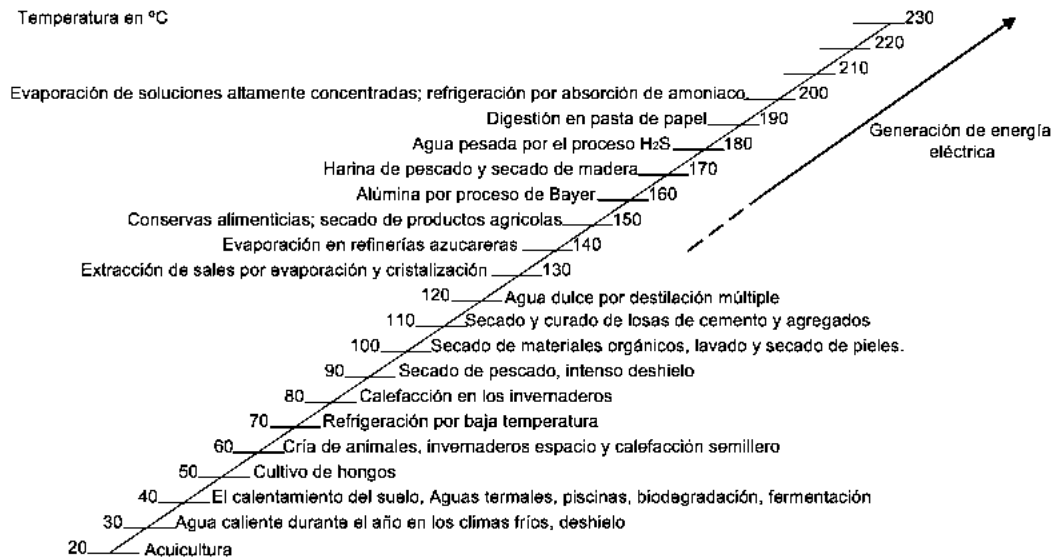 Temperatura en ºC
230
220
210
Evaporación de soluciones altamente concentradas; refrigeración por absorción de amoniaco 200
Digestión en pasta de papel 190
Generación de energía
eléctrica
Agua pesada por el proceso H2S 180
Harina de pescado y secado de madera 170
Alúmina por proceso de Bayer 160
Conservas alimenticias; secado de productos agricolas 150
Evaporación en refinerías azucareras 140
Extracción de sales por evaporación y cristalización 130
120 Agua dulce por destilación múltiple
110 Secado y curado de losas de cemento y agregados
100 Secado de materiales orgánicos, lavado y secado de pieles.
90 Secado de pescado, intenso deshielo
80 Calefacción en los invernaderos
70 Refrigeración por baja temperatura
60 Cría de animales, invernaderos espacio y calefacción semillero
50 Cultivo de hongos
40 El calentamiento del suelo, Aguas termales, piscinas, biodegradación, fermentación
30 Agua caliente durante el año en los climas fríos, deshielo
20 Acuicultura